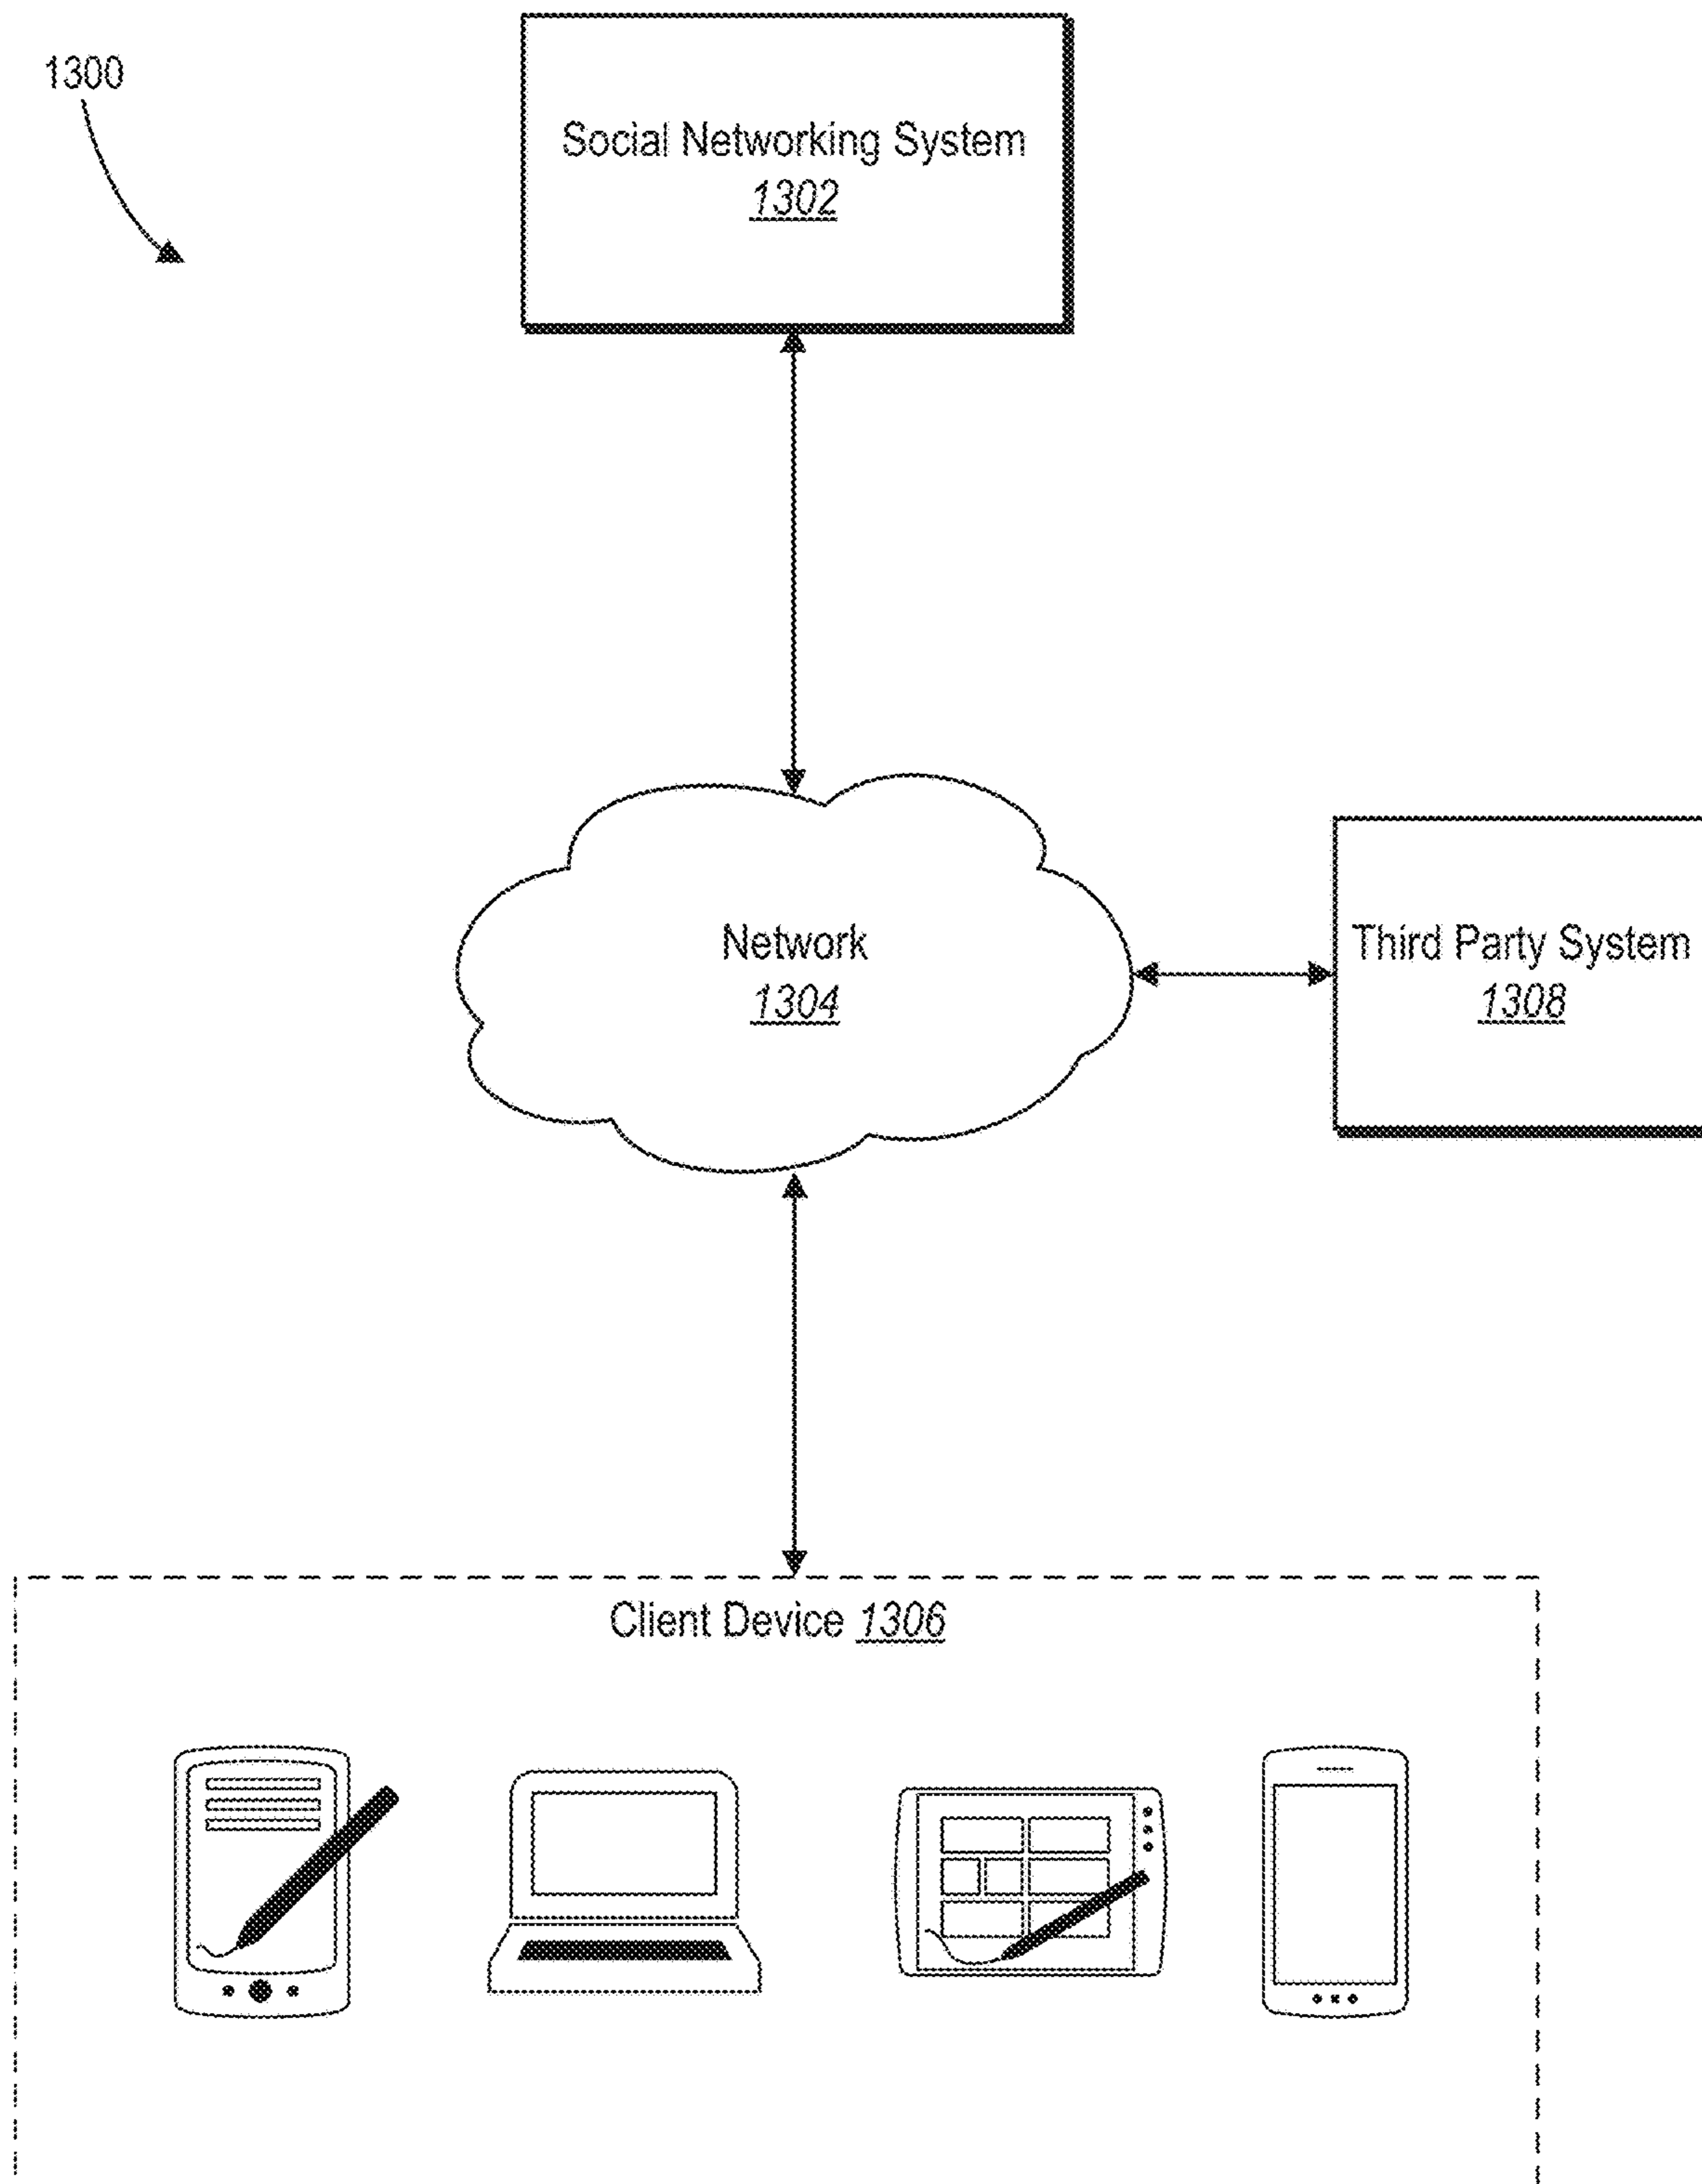 1300
Social Networking System
1302
Network
1304
Third Party System
1308
Client Device 1306